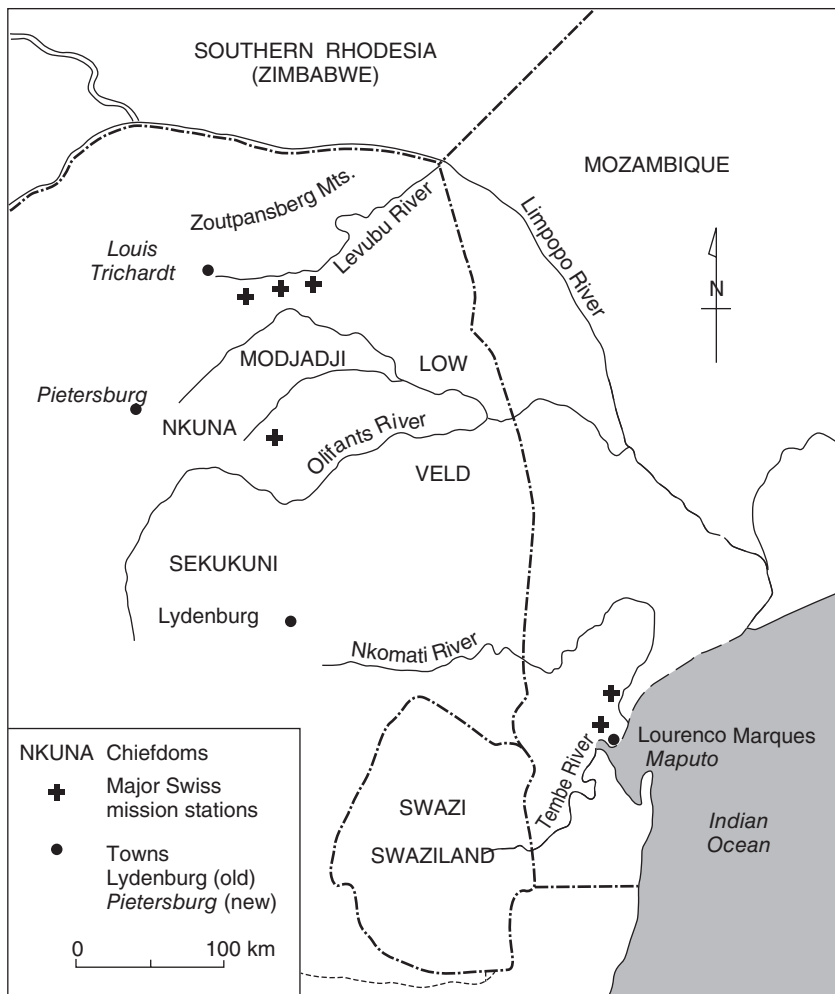 SOUTHERN RHODESIA
(ZIMBABWE)
MOZAMBIQUE
Zoutpansberg Mts.
Levubu River
Limpopo River
Louis
Trichardt
N
MODJADJI
LOW
Pietersburg
NKUNA
Olifants River
VELD
SEKUKUNI
Lydenburg
Nkomati River
Lourenco Marques
Maputo
Tembe River
SWAZI
SWAZILAND
Indian
Ocean
NKUNA Chiefdoms
Major Swiss
mission stations
Towns
Lydenburg (old)
Pietersburg (new)
0 100 km